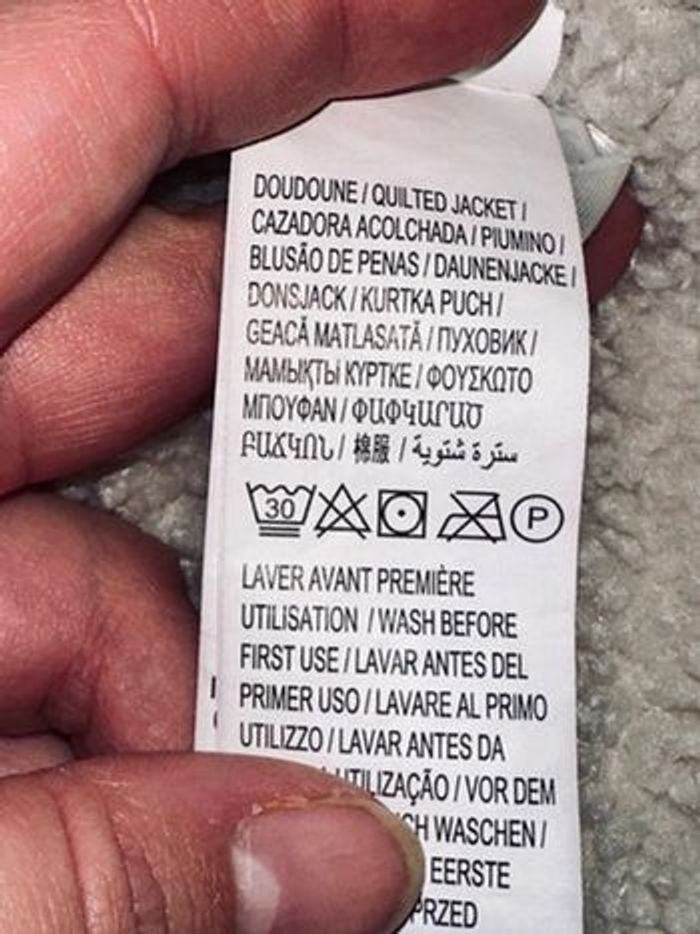 DOUDOUNE / QUILTED JACKET /
CAZADORA ACOLCHADA / PIUMINO /
BLUSÃO DE PENAS / DAUNENJACKE /
DONSJACK / KURTKA PUCH /
GEACĂ MATLASATĂ / ПУХОВИК /
МАМЫҚТЫ КҮРТКЕ / ΦΟΥΣΚΩΤΟ
ΜΠΟΥΦΑΝ / ՓԱՓԿԱՐԱԾ
ԲԱՃԿՈՆ / 棉服 / سترة شتوية
30 P
LAVER AVANT PREMIÈRE
UTILISATION / WASH BEFORE
FIRST USE / LAVAR ANTES DEL
PRIMER USO / LAVARE AL PRIMO
UTILIZZO / LAVAR ANTES DA
UTILIZAÇÃO / VOR DEM
WASCHEN /
EERSTE
PRZED